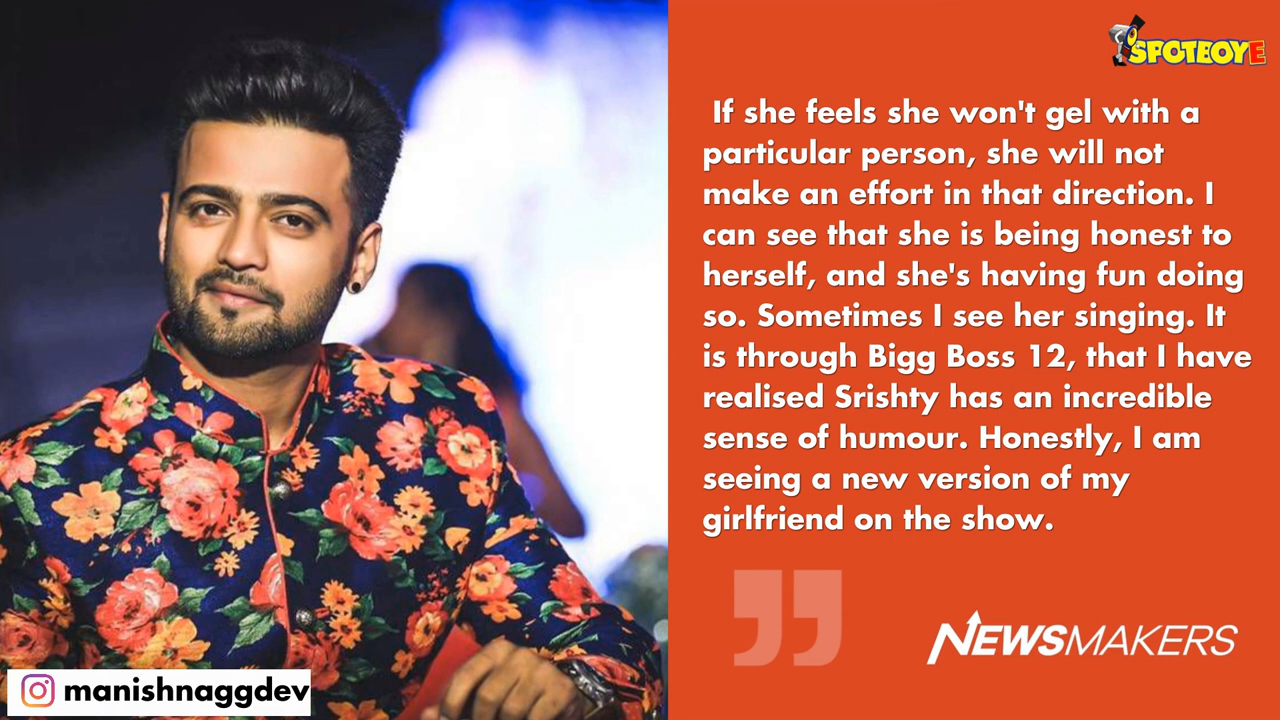 SPOTBOYE
If she feels she won't gel with a
particular person, she will not
make an effort in that direction. I
can see that she is being honest to
herself, and she's having fun doing
so. Sometimes I see her singing. It
is through Bigg Boss 12, that I have
realised Srishty has an incredible
sense of humour. Honestly, I am
seeing a new version of my
girlfriend on the show.
”
NEWSMAKERS
manishnaggdev